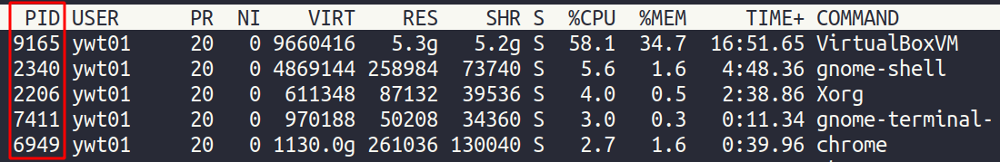 PID USER PR NI VIRT RES SHR S %CPU %MEM TIME+ COMMAND
9165 ywt01 20 0 9660416 5.3g 5.2g S 58.1 34.7 16:51.65 VirtualBoxVM
2340 ywt01 20 0 4869144 258984 73740 S 5.6 1.6 4:48.36 gnome-shell
2206 ywt01 20 0 611348 87132 39536 S 4.0 0.5 2:38.86 Xorg
7411 ywt01 20 0 970188 50208 34360 S 3.0 0.3 0:11.34 gnome-terminal-
6949 ywt01 20 0 1130.0g 261036 130040 S 2.7 1.6 0:39.96 chrome